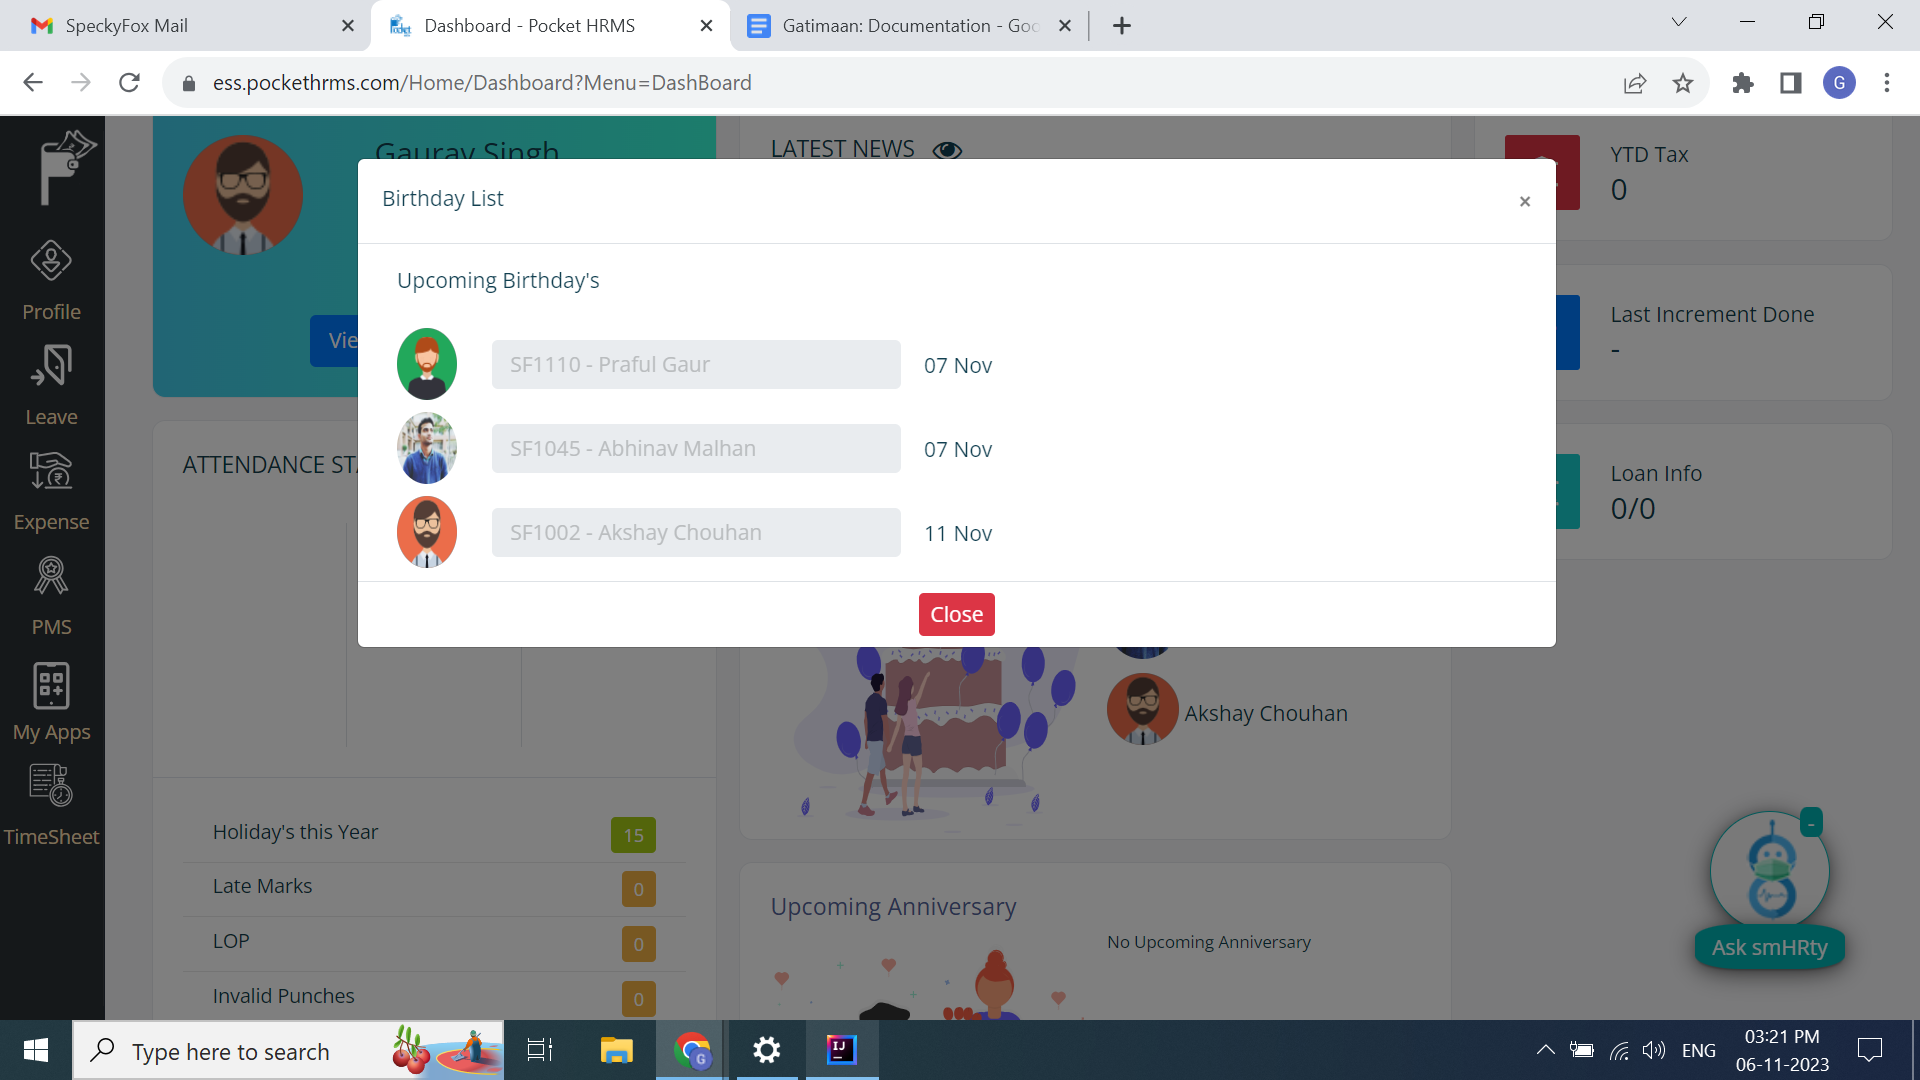 SpeckyFox Mail
Dashboard - Pocket HRMS
Gatimaan: Documentation - Goo
ess.pockethrms.com/Home/Dashboard?Menu=DashBoard
G
Profile
Leave
Expense
PMS
My Apps
TimeSheet
Gaurav Singh
Vie
LATEST NEWS
YTD Tax
0
Last Increment Done
-
Loan Info
0/0
Birthday List
×
Upcoming Birthday's
SF1110 - Praful Gaur 07 Nov
SF1045 - Abhinav Malhan 07 Nov
SF1002 - Akshay Chouhan 11 Nov
Close
ATTENDANCE STA
Holiday's this Year 15
Late Marks 0
LOP 0
Invalid Punches 0
Akshay Chouhan
Upcoming Anniversary
No Upcoming Anniversary
-
Ask smHRty
Type here to search
G
IJ
ENG
03:21 PM
06-11-2023